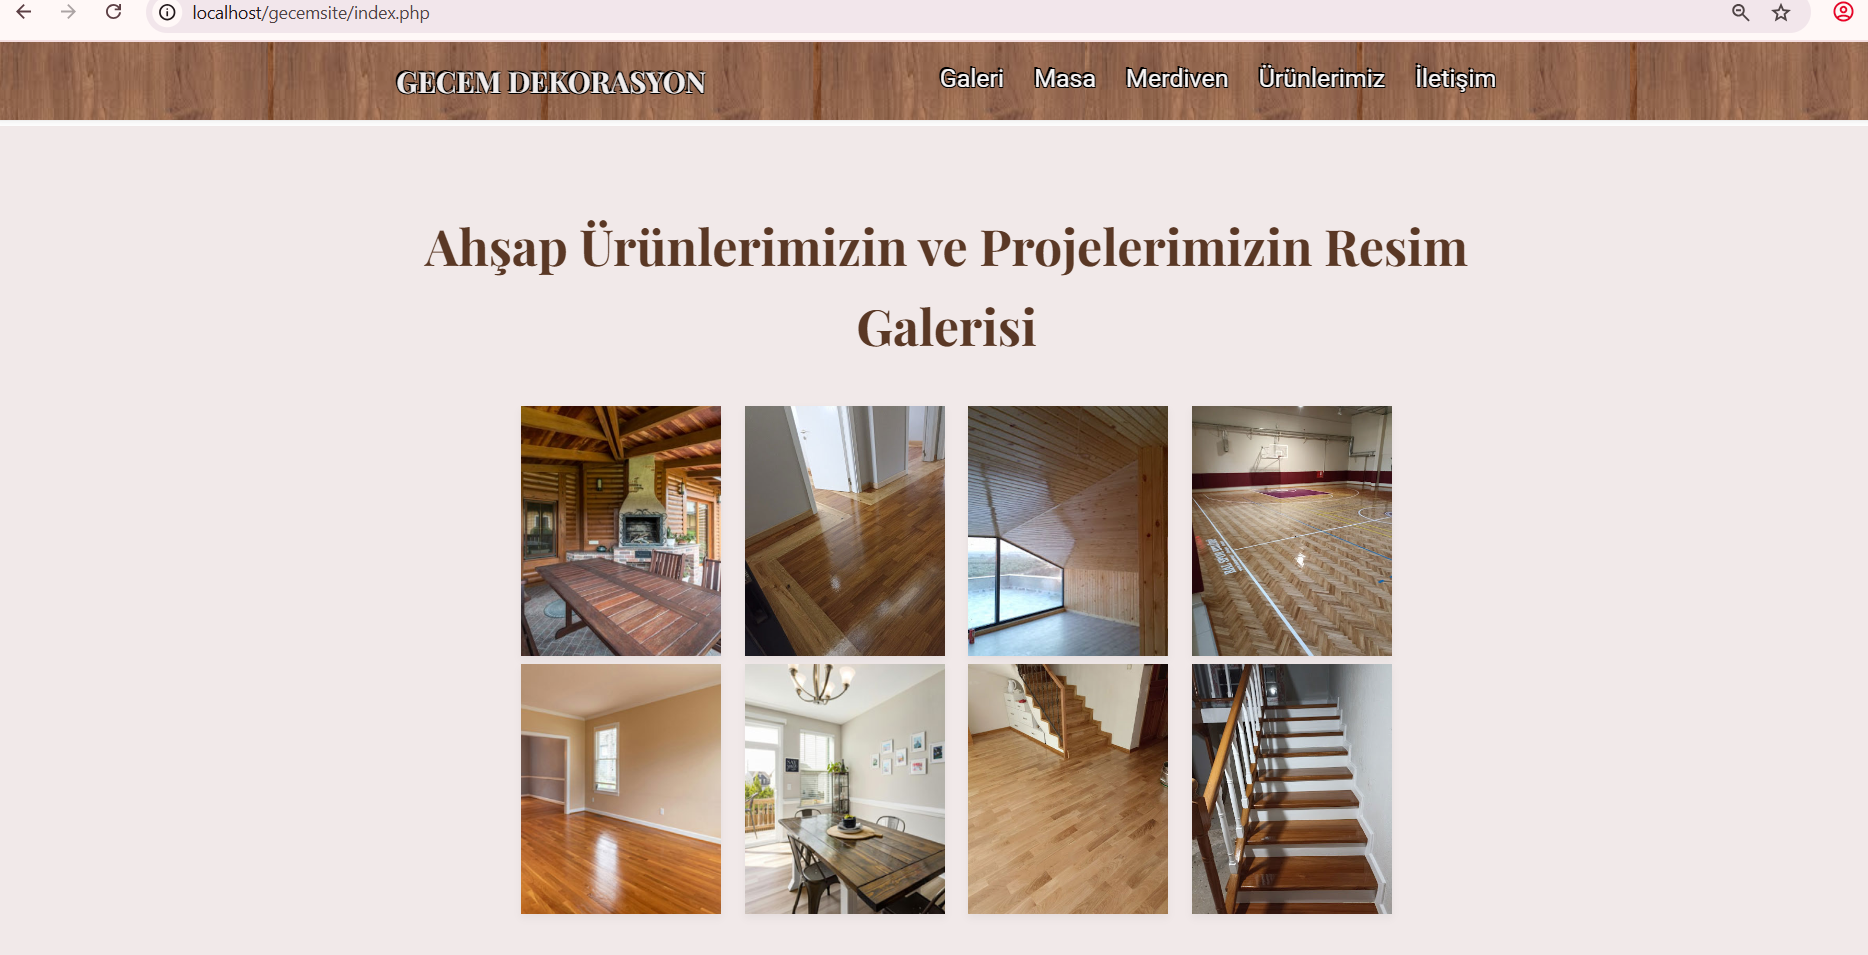 localhost/gecemsite/index.php
GECEM DEKORASYON
Galeri Masa Merdiven Ürünlerimiz İletişim
Ahşap Ürünlerimizin ve Projelerimizin Resim
Galerisi